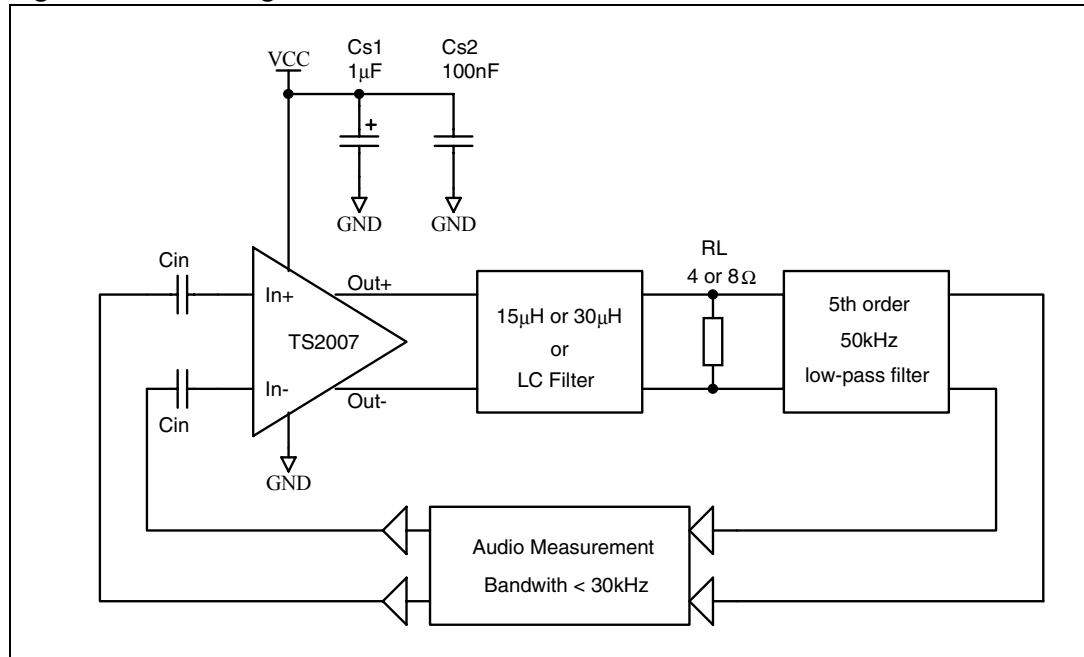 Cs1
1µF
Cs2
100nF
VCC
+
GND
GND
Cin
In+
Out+
TS2007
In-
Out-
Cin
GND
15µH or 30µH
or
LC Filter
RL
4 or 8Ω
5th order
50kHz
low-pass filter
Audio Measurement
Bandwith < 30kHz